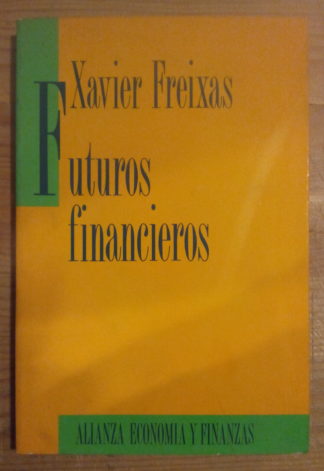 Xavier Freixas
Futuros
financieros
ALIANZA ECONOMIA Y FINANZAS